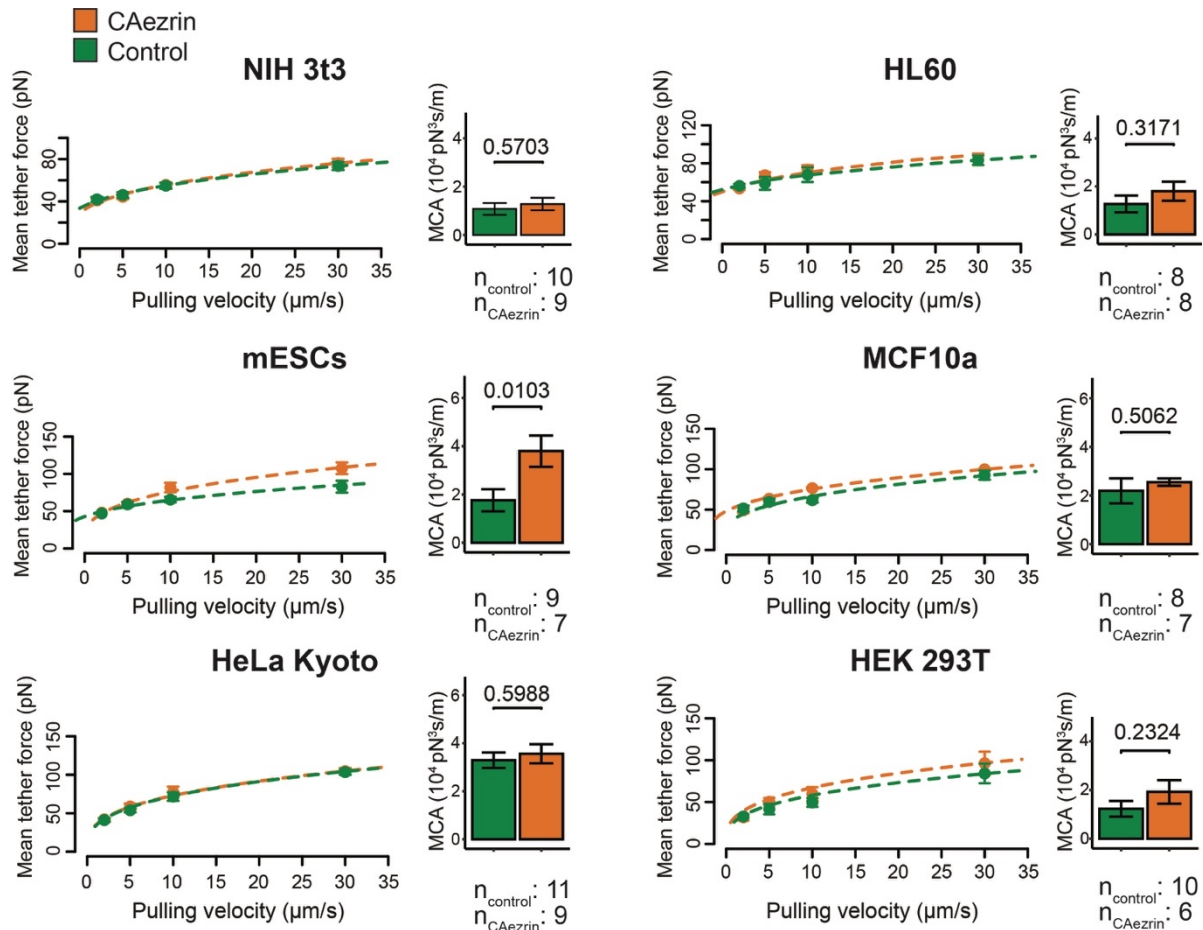 CAezrin
Control
NIH 3t3
Mean tether force (pN)
0
40
80
0 5 10 15 20 25 30 35
Pulling velocity (µm/s)
MCA (10⁴ pN³s/m)
0
2
4
0.5703
n_control: 10
n_CAezrin: 9
HL60
Mean tether force (pN)
0
40
80
120
0 5 10 15 20 25 30 35
Pulling velocity (µm/s)
MCA (10⁴ pN³s/m)
0
2
4
0.3171
n_control: 8
n_CAezrin: 8
mESCs
Mean tether force (pN)
0
50
100
150
0 5 10 15 20 25 30 35
Pulling velocity (µm/s)
MCA (10⁴ pN³s/m)
0
2
4
6
0.0103
n_control: 9
n_CAezrin: 7
MCF10a
Mean tether force (pN)
0
50
100
150
0 5 10 15 20 25 30 35
Pulling velocity (µm/s)
MCA (10⁴ pN³s/m)
0
2
4
6
0.5062
n_control: 8
n_CAezrin: 7
HeLa Kyoto
Mean tether force (pN)
0
50
100
150
0 5 10 15 20 25 30 35
Pulling velocity (µm/s)
MCA (10⁴ pN³s/m)
0
2
4
6
0.5988
n_control: 11
n_CAezrin: 9
HEK 293T
Mean tether force (pN)
0
50
100
150
0 5 10 15 20 25 30 35
Pulling velocity (µm/s)
MCA (10⁴ pN³s/m)
0
2
4
0.2324
n_control: 10
n_CAezrin: 6